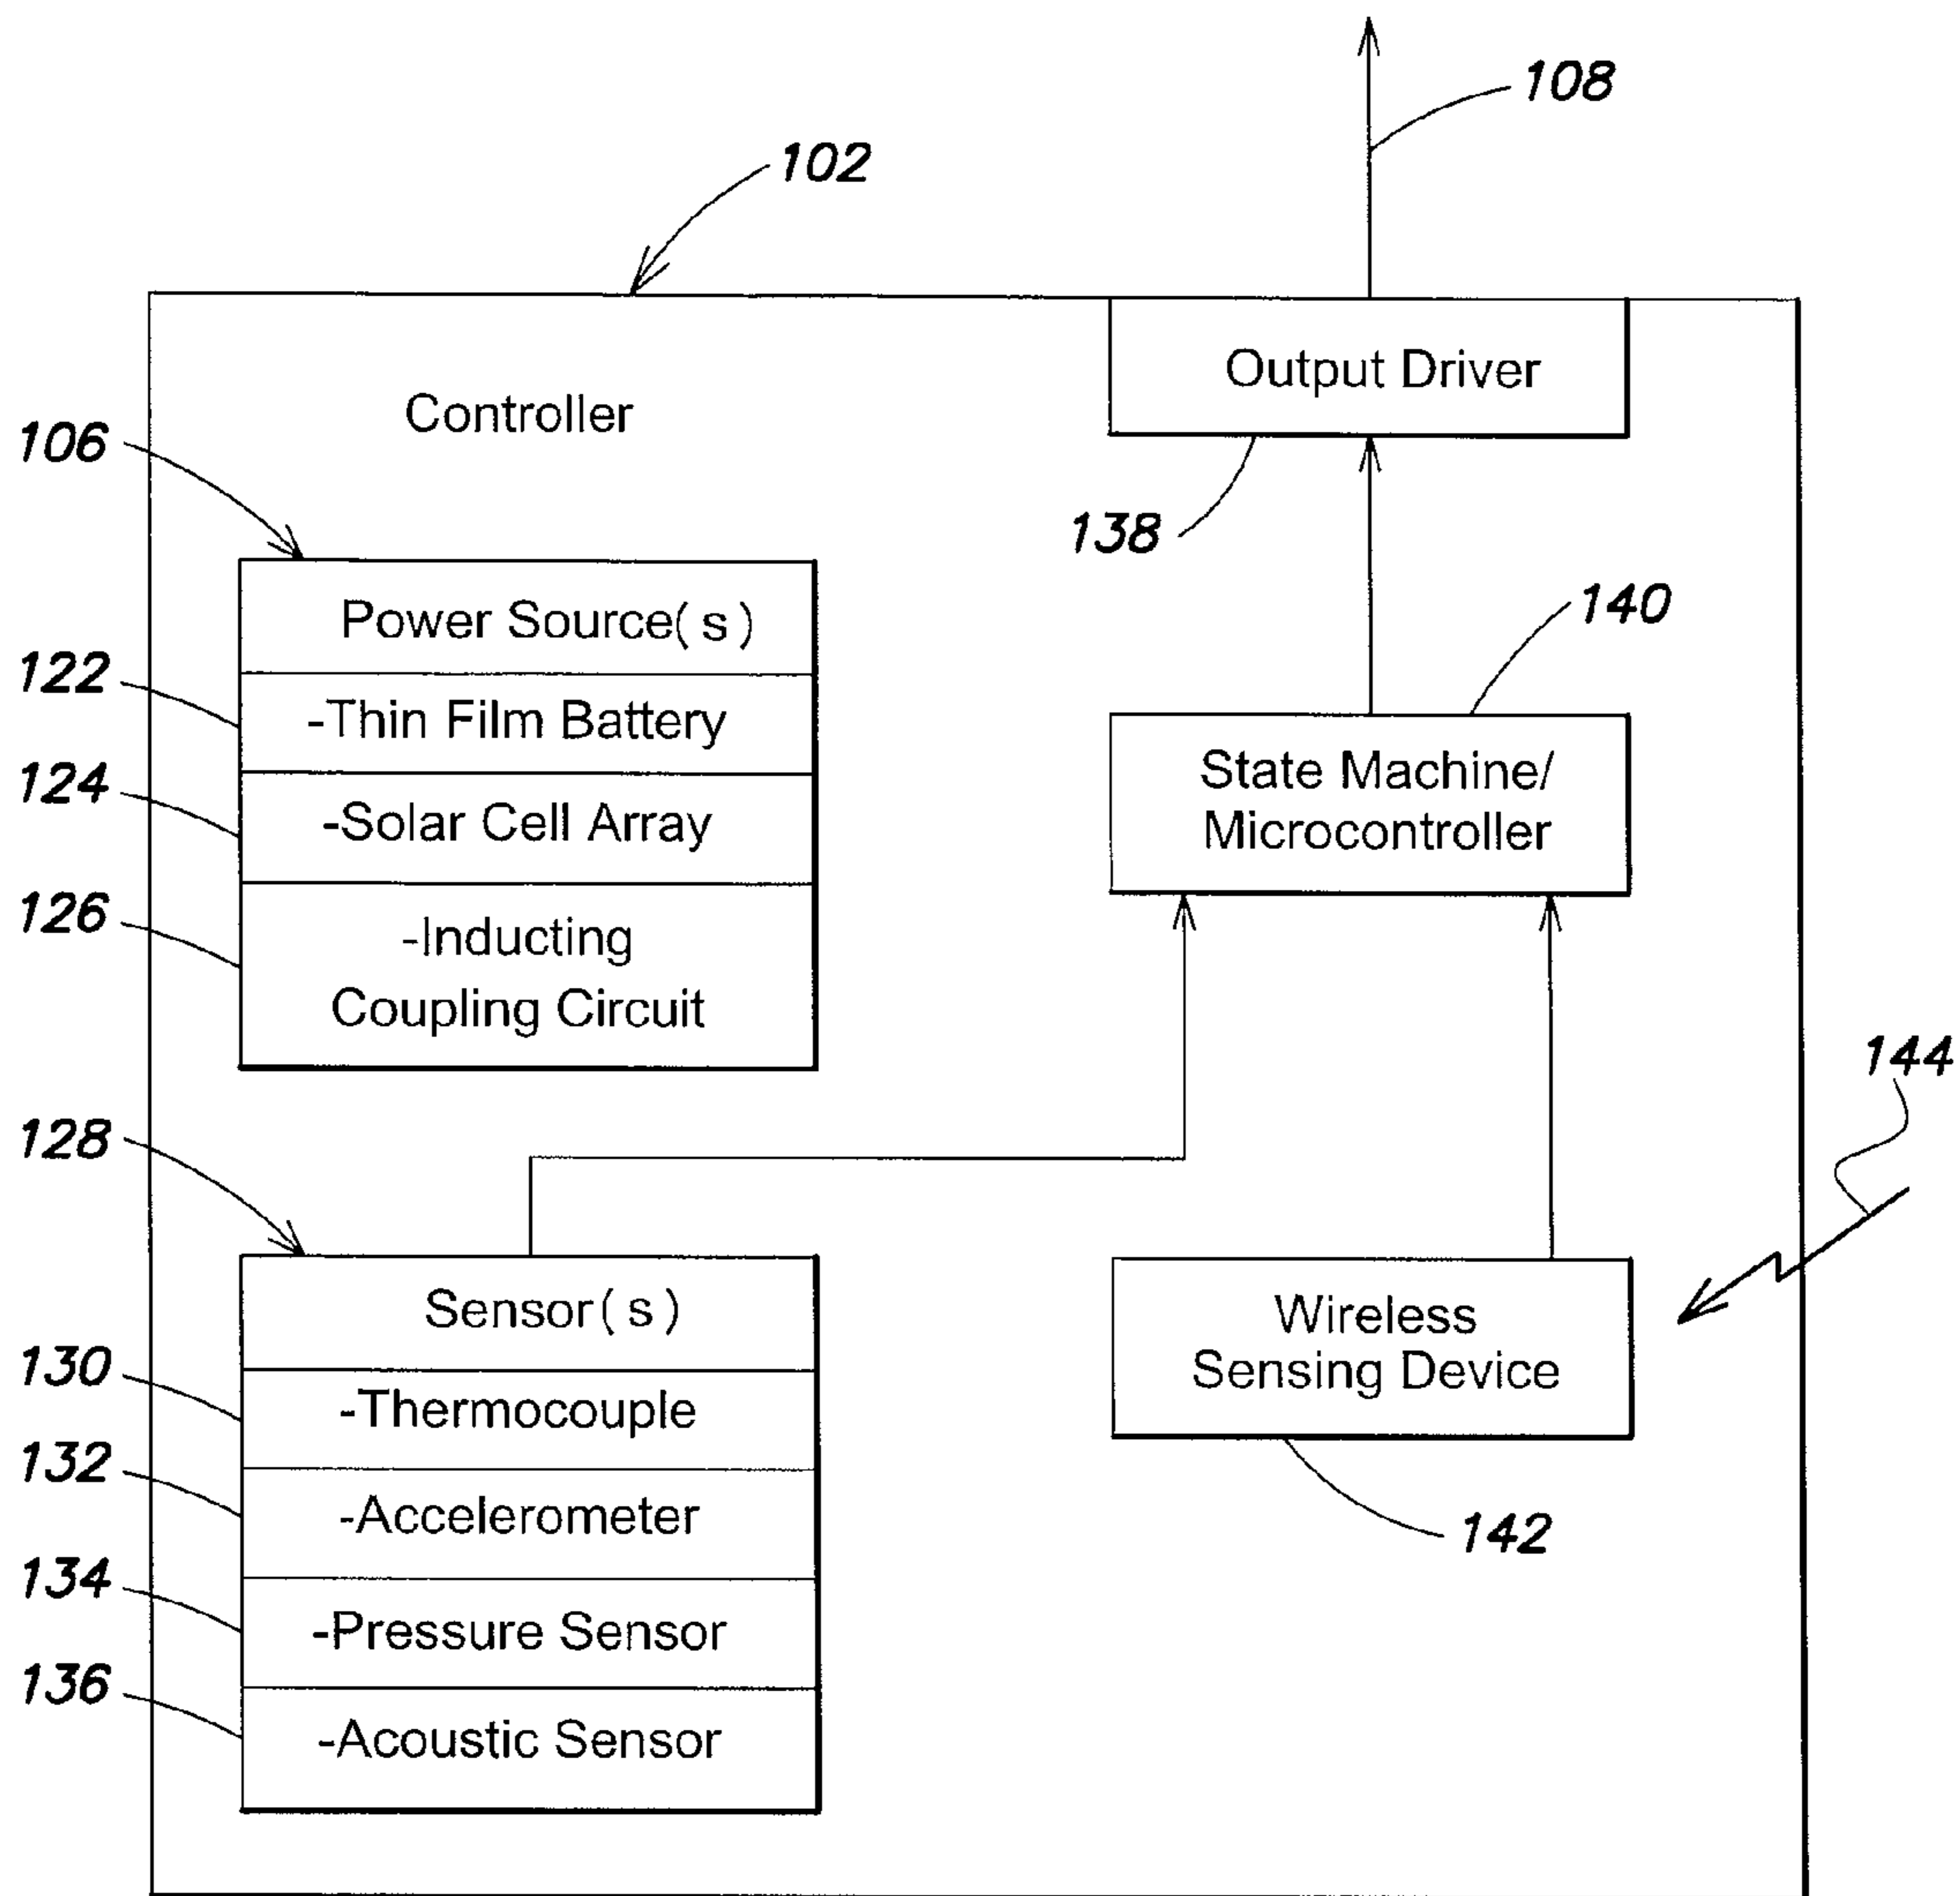 108
102
Output Driver
Controller
106
138
Power Source(s)
140
122
-Thin Film Battery
State Machine/
Microcontroller
124
-Solar Cell Array
126
-Inducting
Coupling Circuit
144
128
Sensor(s)
Wireless
Sensing Device
130
-Thermocouple
132
-Accelerometer
142
134
-Pressure Sensor
136
-Acoustic Sensor